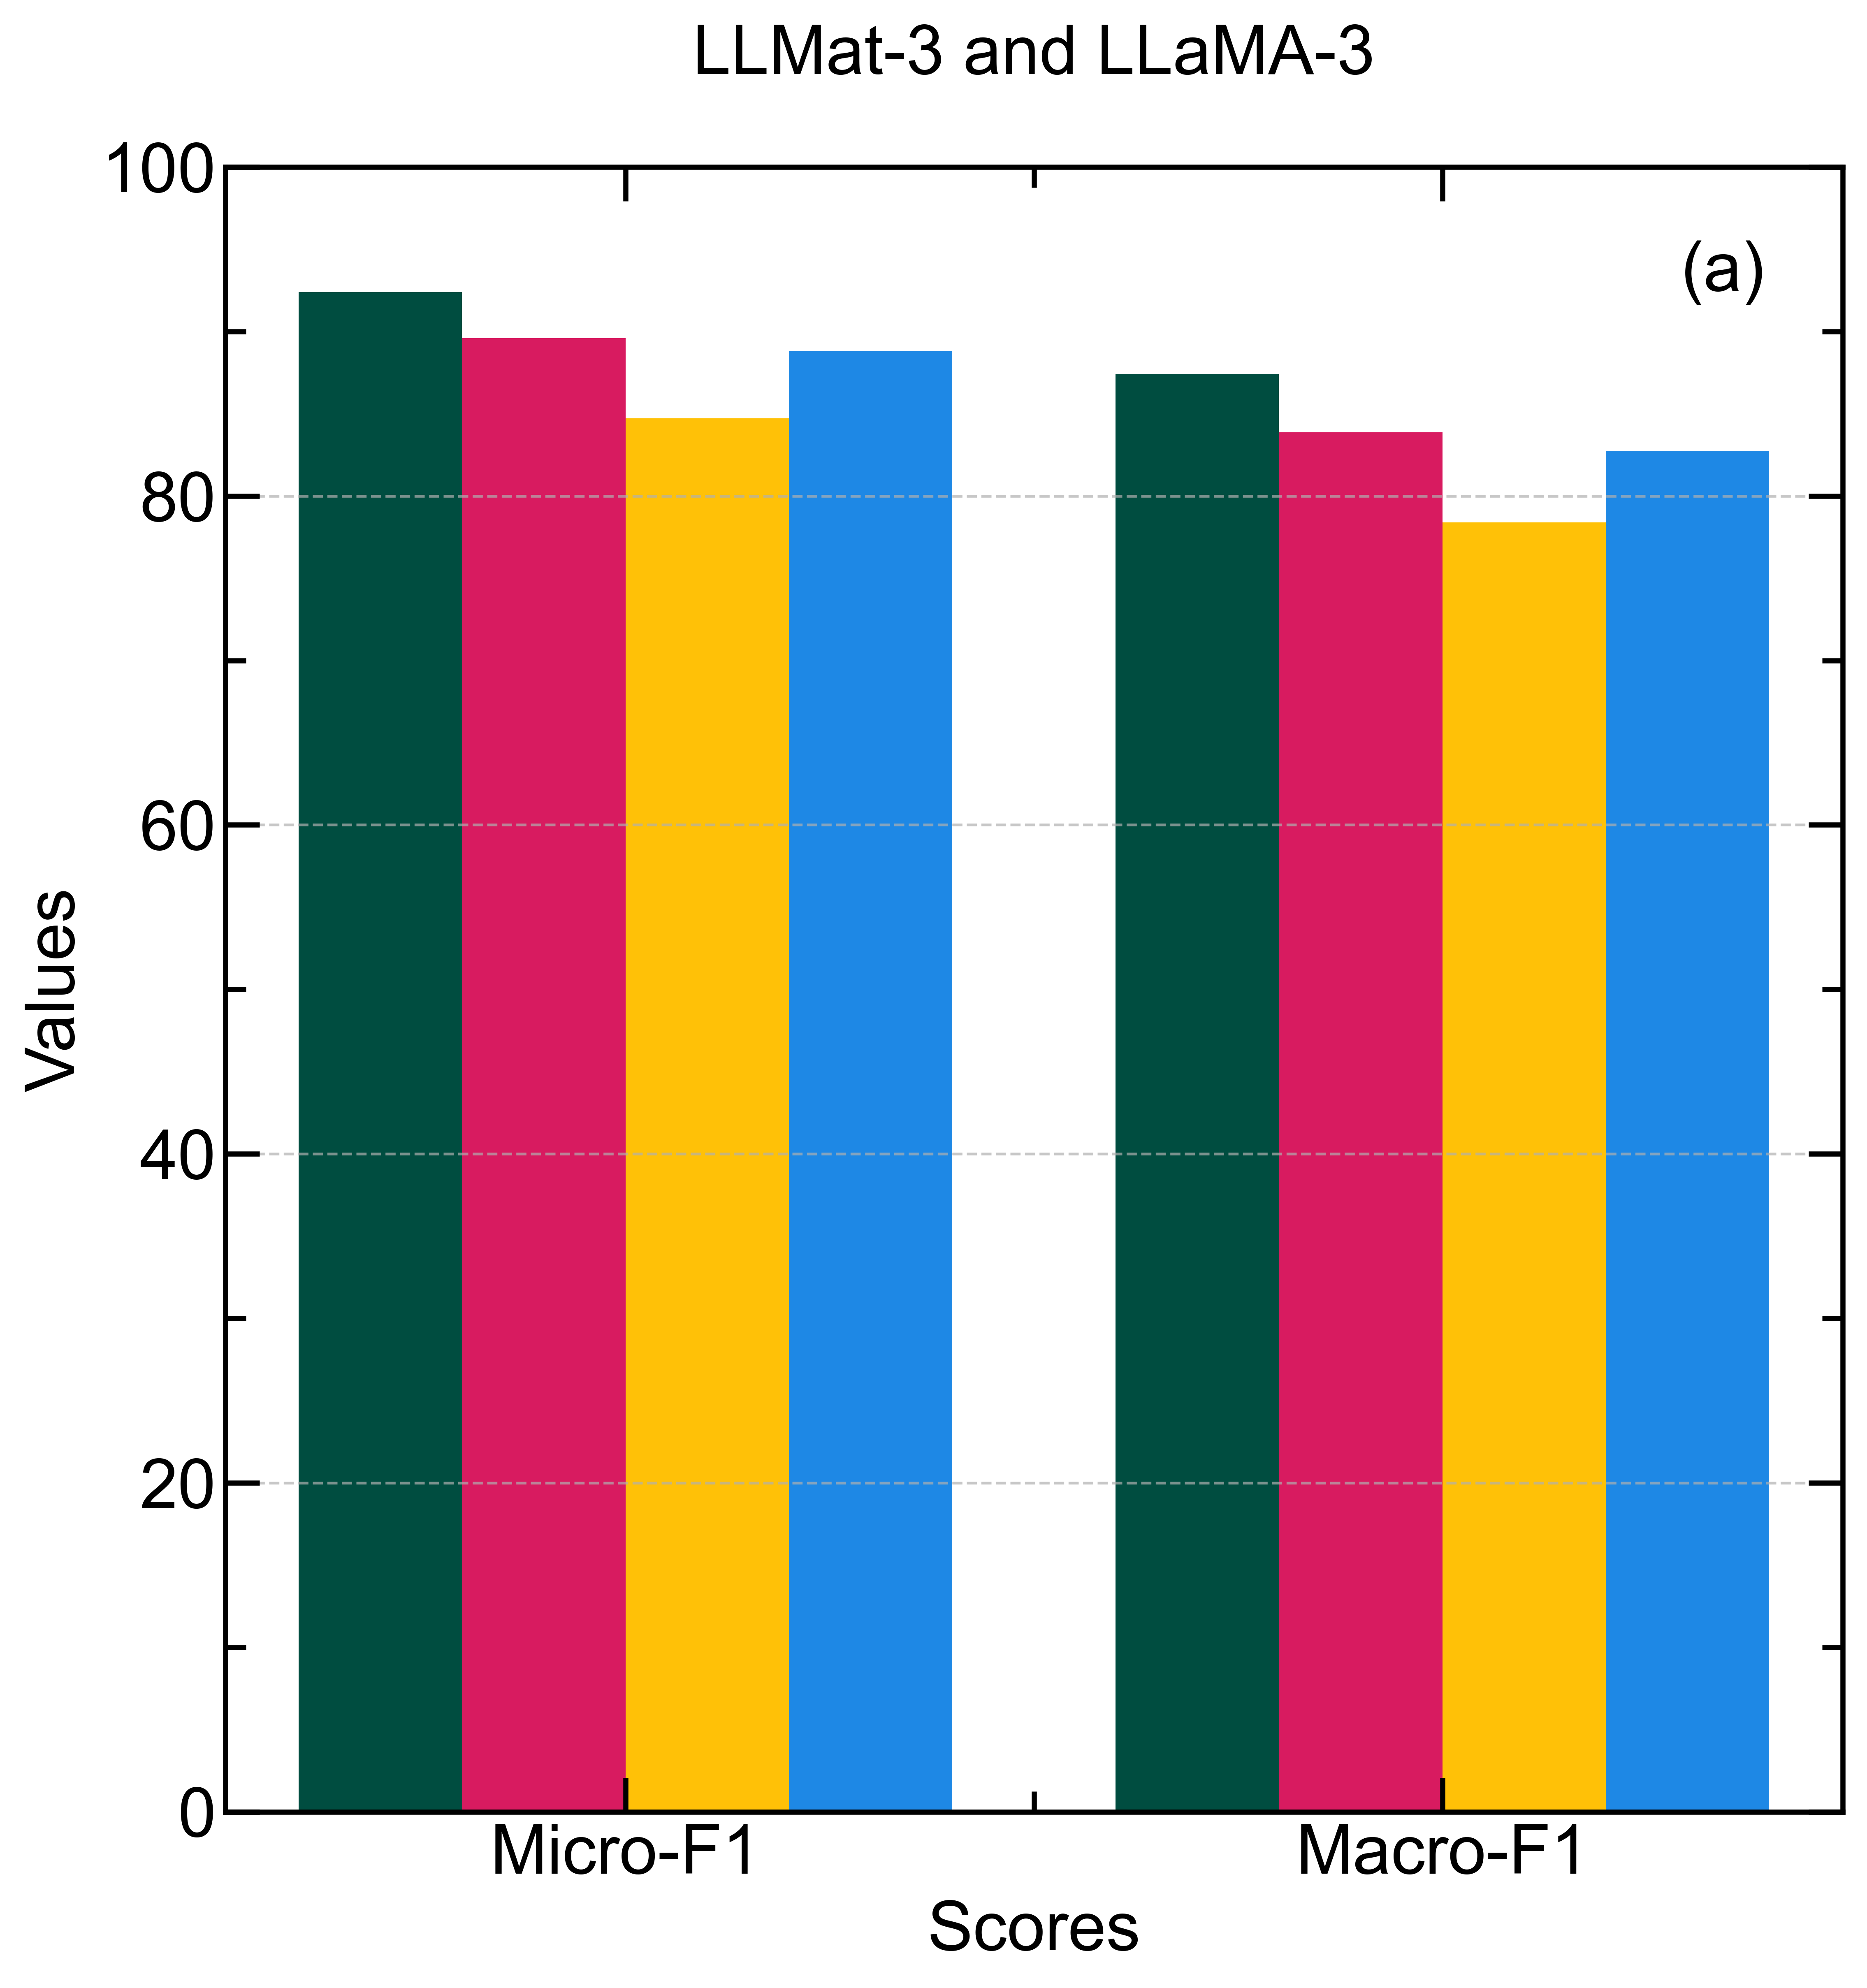 LLMat-3 and LLaMA-3
(a)
100
80
60
40
20
0
Values
Micro-F1
Macro-F1
Scores